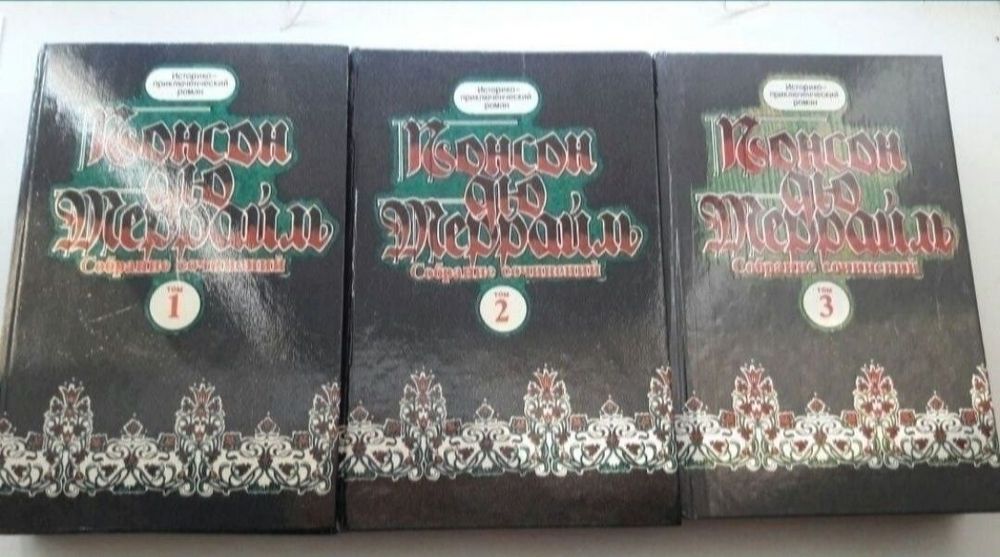 Историко-
приключенческий
роман
Понсон
дю
Террайль
Собрание сочинений
том
1
Историко-
приключенческий
роман
Понсон
дю
Террайль
Собрание сочинений
том
2
Историко-
приключенческий
роман
Понсон
дю
Террайль
Собрание сочинений
том
3